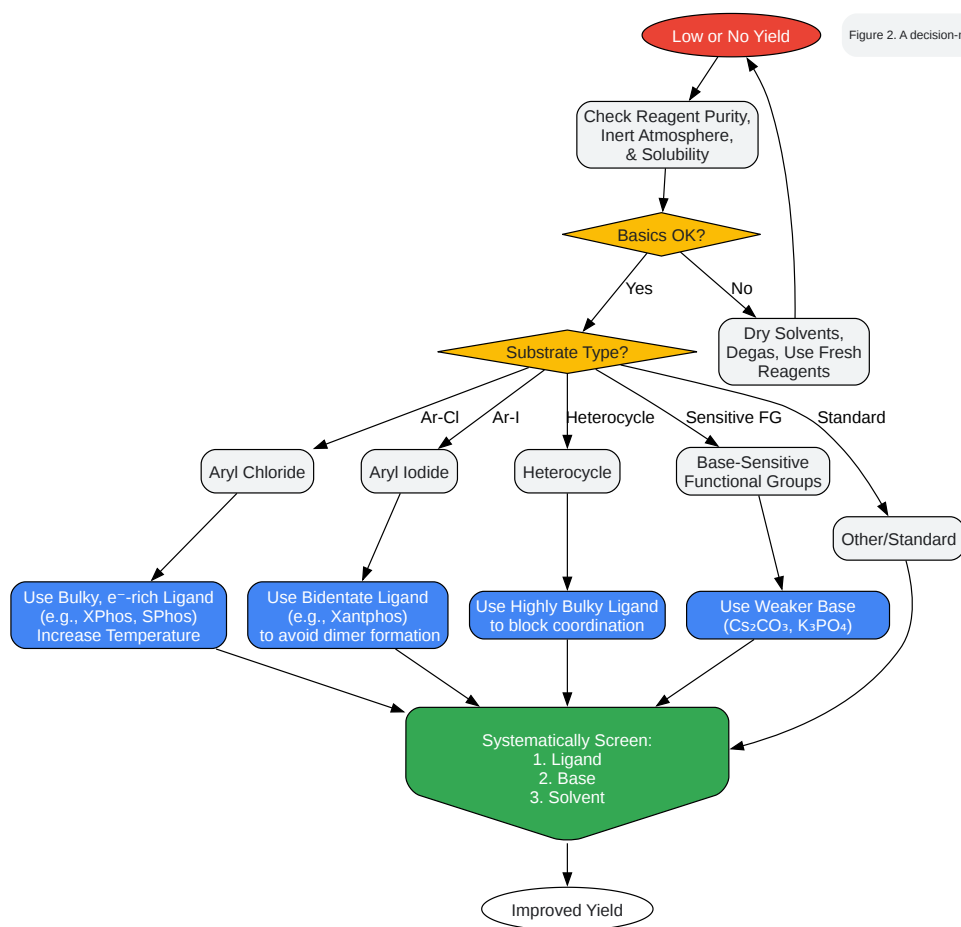 Low or No Yield
Figure 2. A decision-
Check Reagent Purity,
Inert Atmosphere,
& Solubility
Basics OK?
Yes
No
Dry Solvents,
Degas, Use Fresh
Reagents
Substrate Type?
Ar-Cl
Ar-I
Heterocycle
Sensitive FG
Standard
Aryl Chloride
Aryl Iodide
Heterocycle
Base-Sensitive
Functional Groups
Other/Standard
Use Bulky, e⁻-rich Ligand
(e.g., XPhos, SPhos)
Increase Temperature
Use Bidentate Ligand
(e.g., Xantphos)
to avoid dimer formation
Use Highly Bulky Ligand
to block coordination
Use Weaker Base
(Cs₂CO₃, K₃PO₄)
Systematically Screen:
1. Ligand
2. Base
3. Solvent
Improved Yield